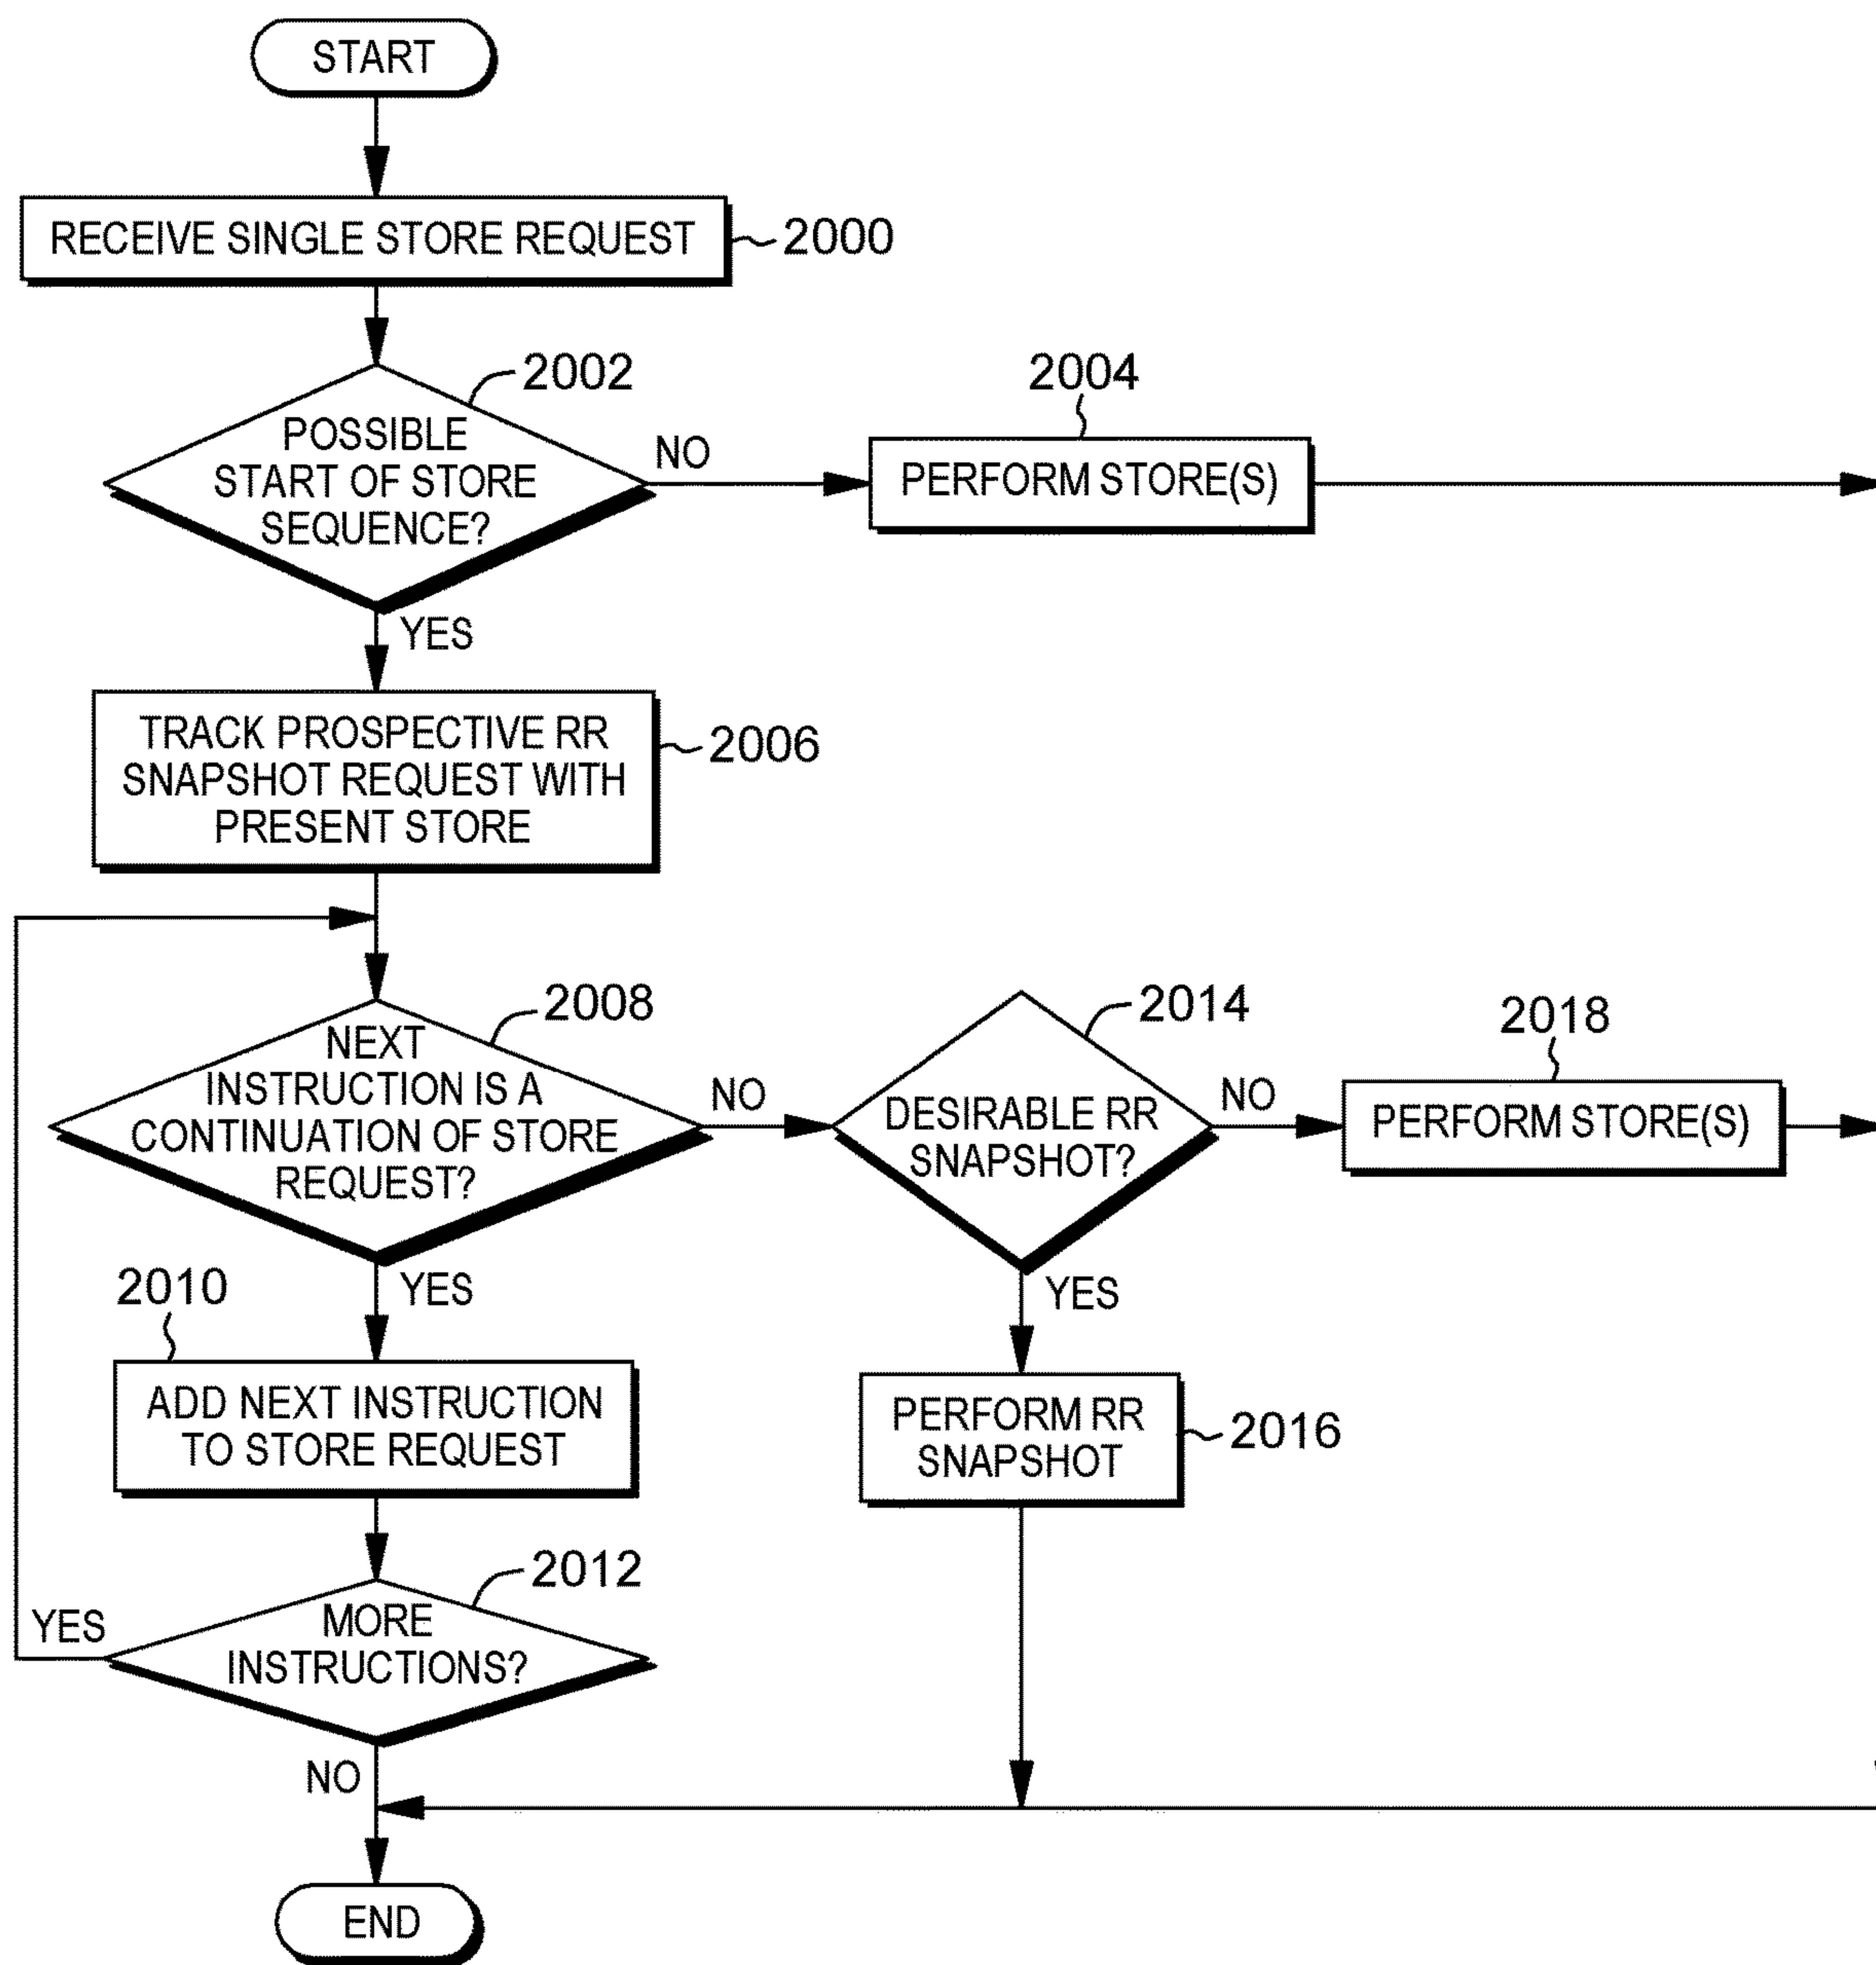 START
RECEIVE SINGLE STORE REQUEST
2000
2002
POSSIBLE
START OF STORE
SEQUENCE?
NO
2004
PERFORM STORE(S)
YES
TRACK PROSPECTIVE RR
SNAPSHOT REQUEST WITH
PRESENT STORE
2006
2008
NEXT
INSTRUCTION IS A
CONTINUATION OF STORE
REQUEST?
NO
2014
DESIRABLE RR
SNAPSHOT?
NO
2018
PERFORM STORE(S)
YES
2010
ADD NEXT INSTRUCTION
TO STORE REQUEST
YES
PERFORM RR
SNAPSHOT
2016
2012
MORE
INSTRUCTIONS?
YES
NO
END